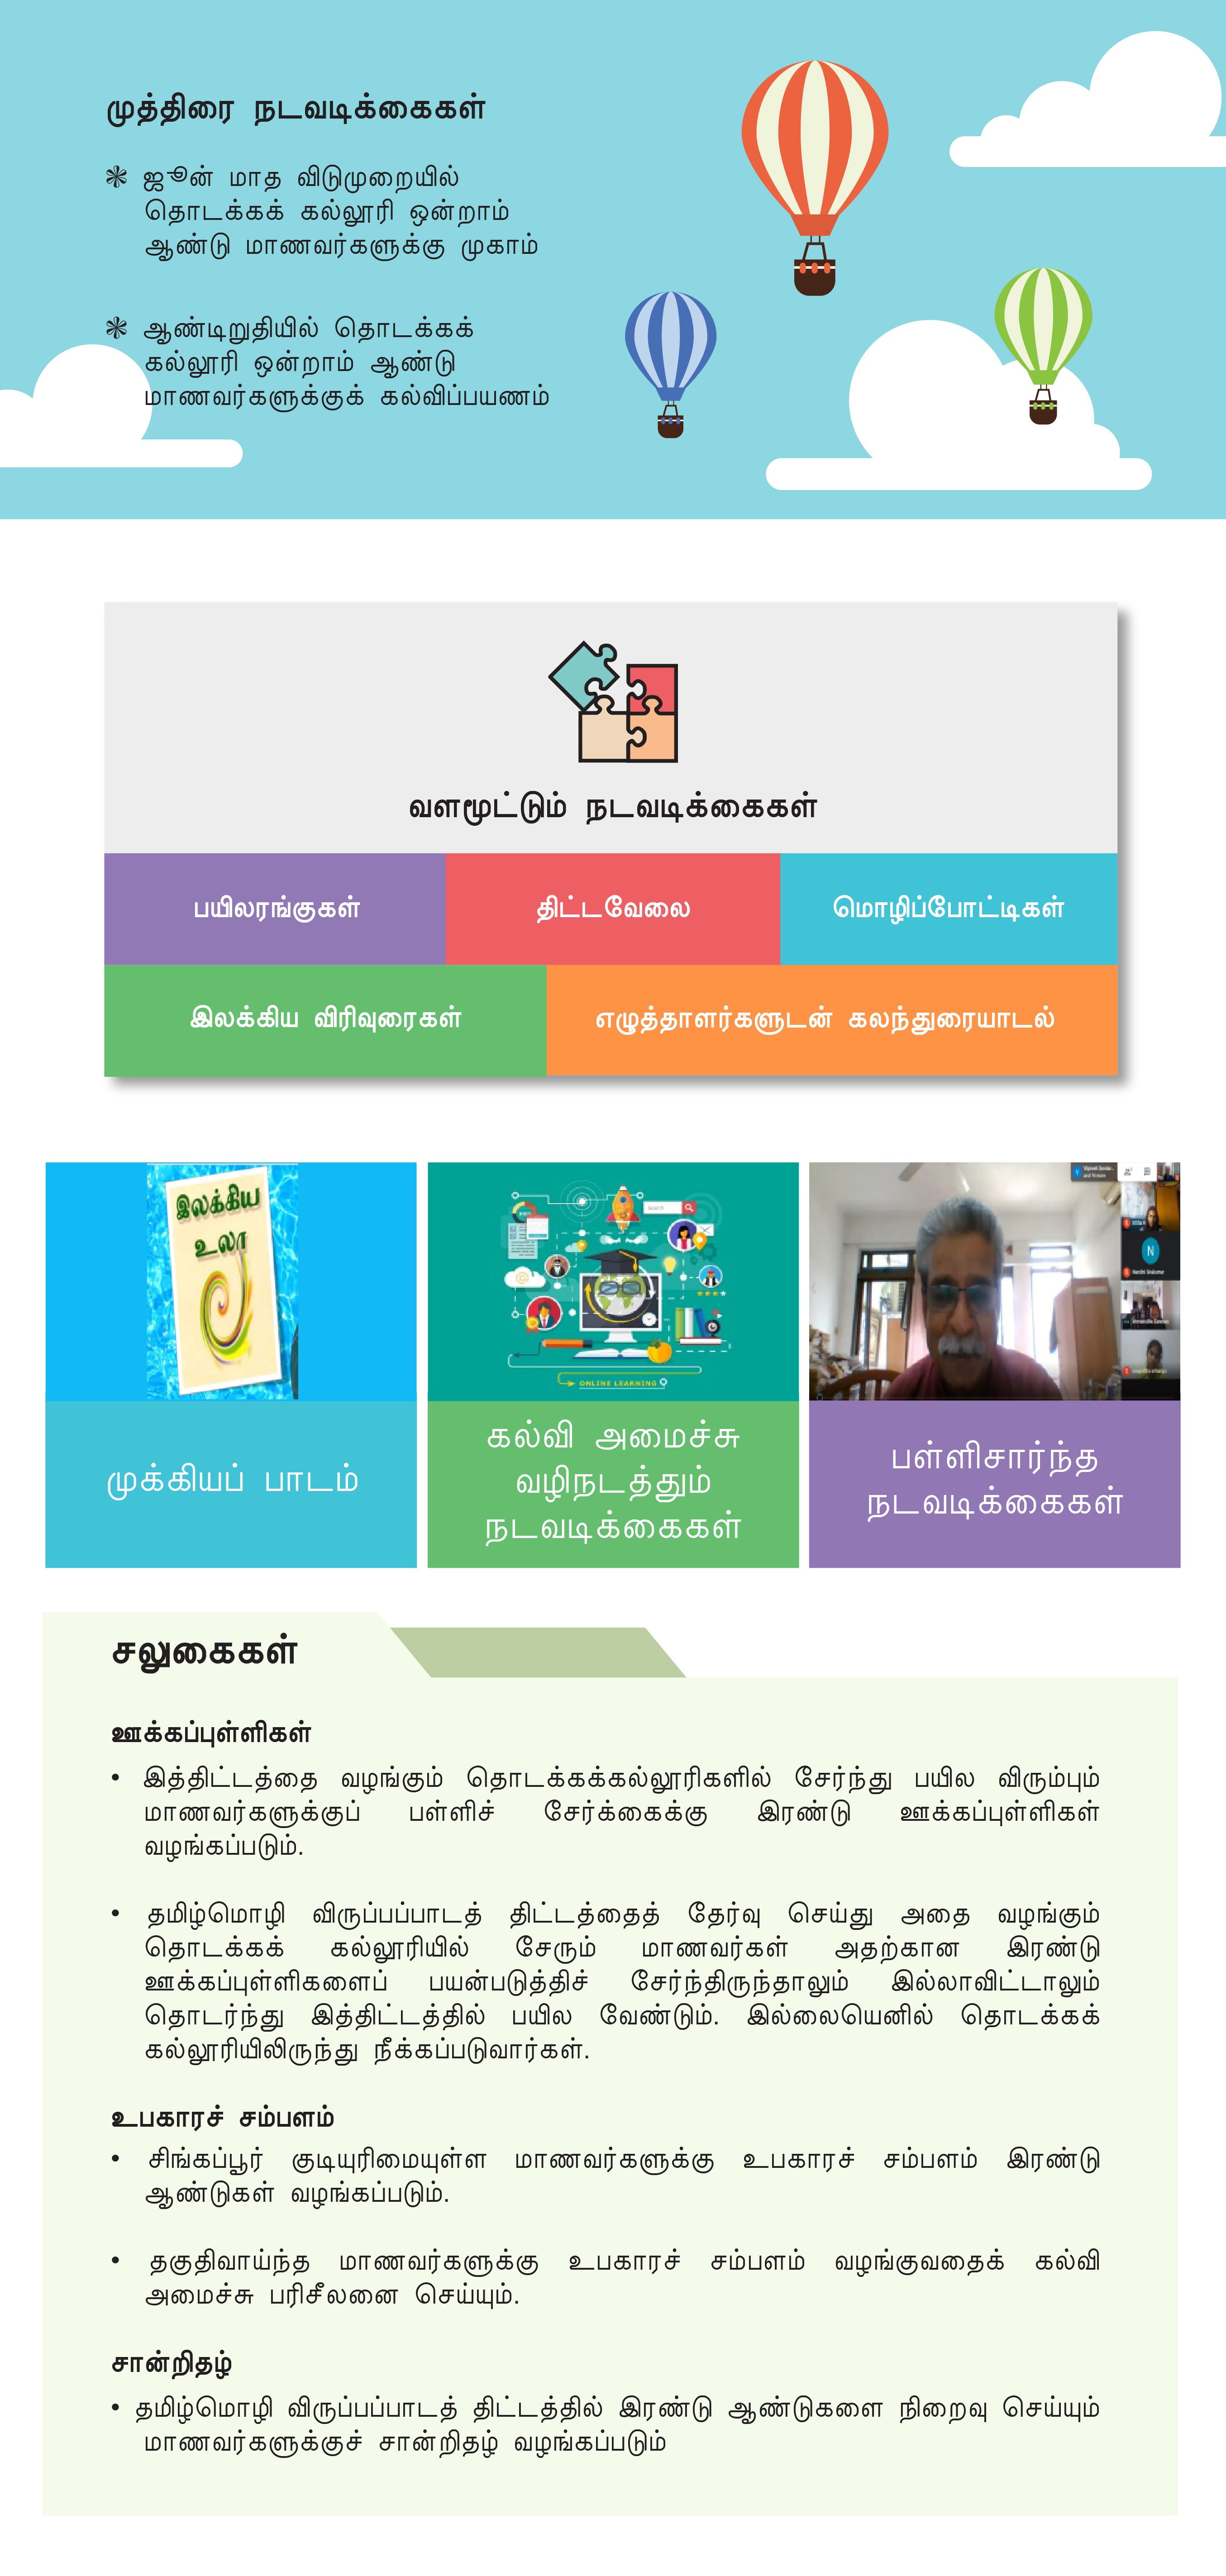 முத்திரை நடவடிக்கைகள்
❃ ஜூன் மாத விடுமுறையில்
தொடக்கக் கல்லூரி ஒன்றாம்
ஆண்டு மாணவர்களுக்கு முகாம்
❃ ஆண்டிறுதியில் தொடக்கக்
கல்லூரி ஒன்றாம் ஆண்டு
மாணவர்களுக்குக் கல்விப்பயணம்
வளமூட்டும் நடவடிக்கைகள்
பயிலரங்குகள்
திட்டவேலை
மொழிப்போட்டிகள்
இலக்கிய விரிவுரைகள்
எழுத்தாளர்களுடன் கலந்துரையாடல்
இலக்கிய
உலா
Search
ONLINE LEARNING
N
முக்கியப் பாடம்
கல்வி அமைச்சு
வழிநடத்தும்
நடவடிக்கைகள்
பள்ளிசார்ந்த
நடவடிக்கைகள்
சலுகைகள்
ஊக்கப்புள்ளிகள்
• இத்திட்டத்தை வழங்கும் தொடக்கக்கல்லூரிகளில் சேர்ந்து பயில விரும்பும்
மாணவர்களுக்குப் பள்ளிச் சேர்க்கைக்கு இரண்டு ஊக்கப்புள்ளிகள்
வழங்கப்படும்.
• தமிழ்மொழி விருப்பப்பாடத் திட்டத்தைத் தேர்வு செய்து அதை வழங்கும்
தொடக்கக் கல்லூரியில் சேரும் மாணவர்கள் அதற்கான இரண்டு
ஊக்கப்புள்ளிகளைப் பயன்படுத்திச் சேர்ந்திருந்தாலும் இல்லாவிட்டாலும்
தொடர்ந்து இத்திட்டத்தில் பயில வேண்டும். இல்லையெனில் தொடக்கக்
கல்லூரியிலிருந்து நீக்கப்படுவார்கள்.
உபகாரச் சம்பளம்
• சிங்கப்பூர் குடியுரிமையுள்ள மாணவர்களுக்கு உபகாரச் சம்பளம் இரண்டு
ஆண்டுகள் வழங்கப்படும்.
• தகுதிவாய்ந்த மாணவர்களுக்கு உபகாரச் சம்பளம் வழங்குவதைக் கல்வி
அமைச்சு பரிசீலனை செய்யும்.
சான்றிதழ்
• தமிழ்மொழி விருப்பப்பாடத் திட்டத்தில் இரண்டு ஆண்டுகளை நிறைவு செய்யும்
மாணவர்களுக்குச் சான்றிதழ் வழங்கப்படும்